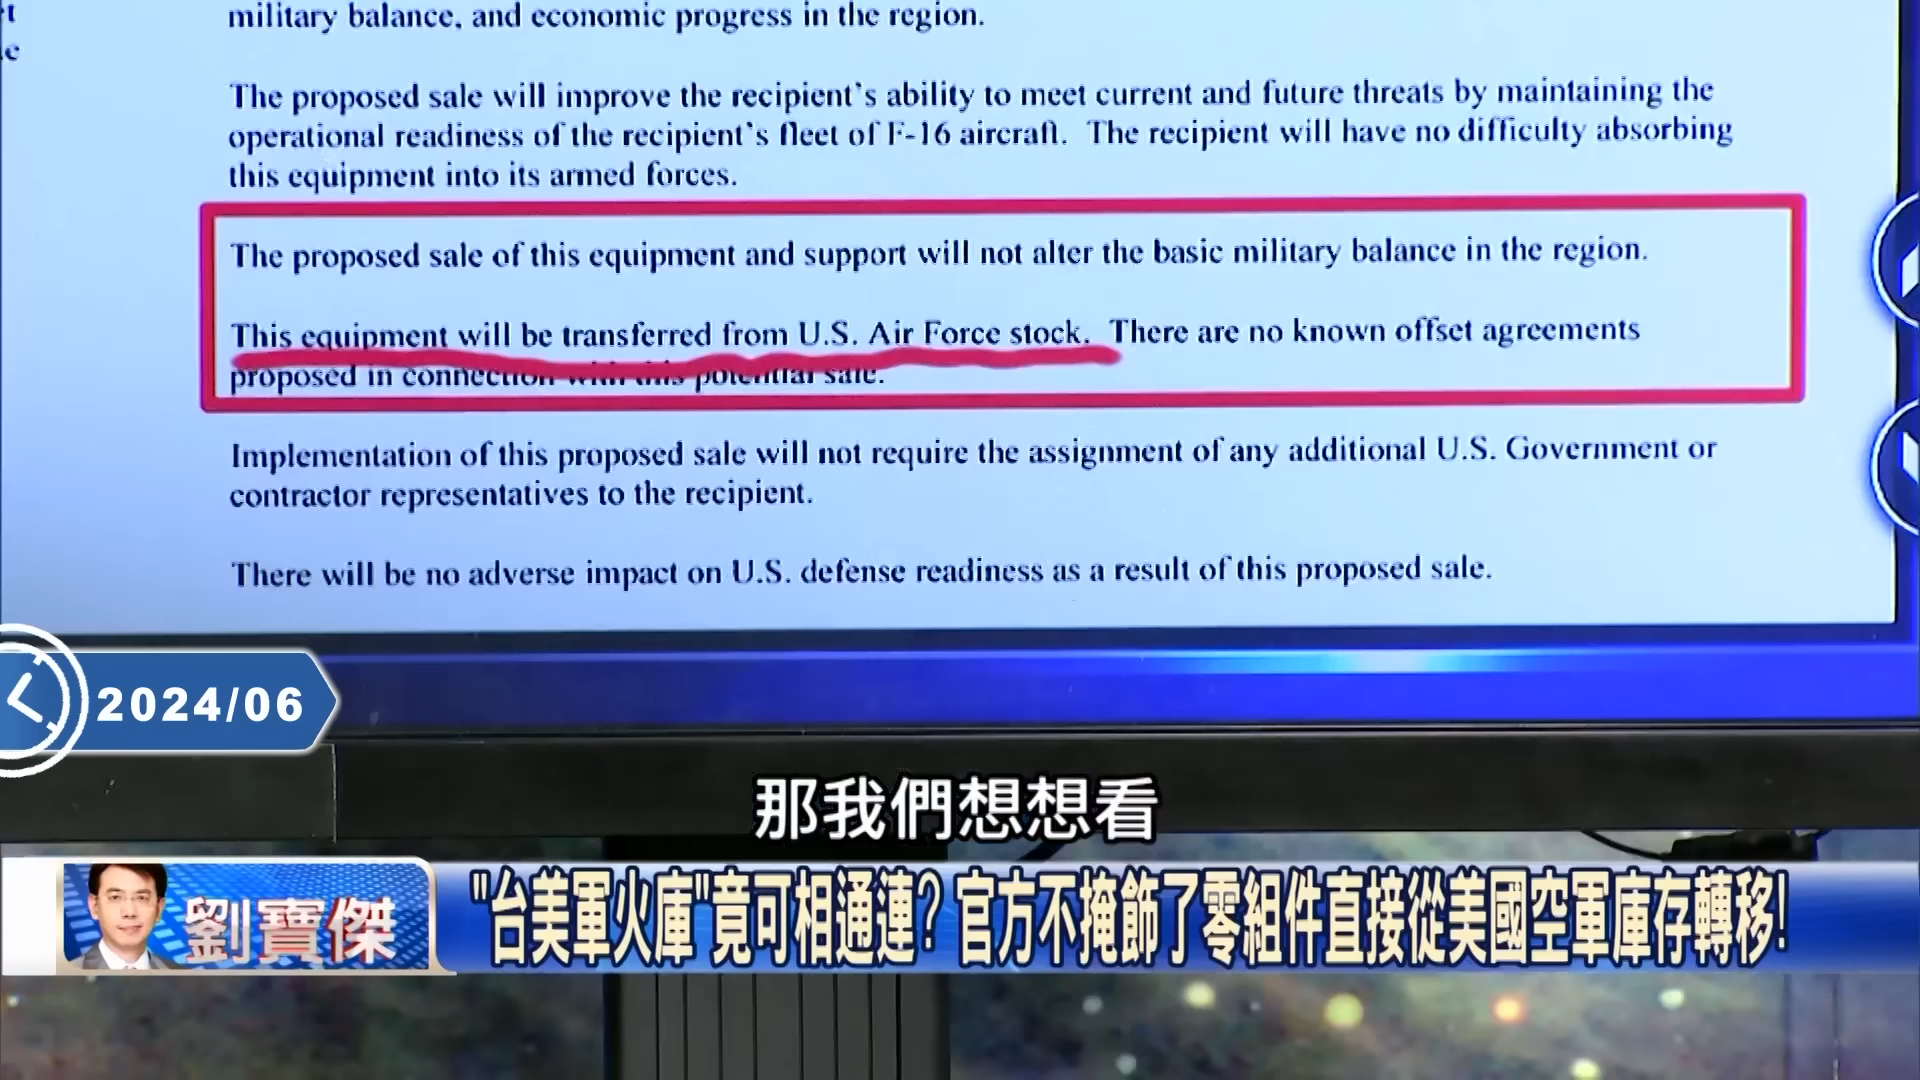 military balance, and economic progress in the region.
The proposed sale will improve the recipient's ability to meet current and future threats by maintaining the
operational readiness of the recipient's fleet of F-16 aircraft. The recipient will have no difficulty absorbing
this equipment into its armed forces.
The proposed sale of this equipment and support will not alter the basic military balance in the region.
This equipment will be transferred from U.S. Air Force stock. There are no known offset agreements
proposed in connection with this potential sale.
Implementation of this proposed sale will not require the assignment of any additional U.S. Government or
contractor representatives to the recipient.
There will be no adverse impact on U.S. defense readiness as a result of this proposed sale.
2024/06
那我們想想看
劉寶傑
"台美軍火庫"竟可相通連? 官方不掩飾了零組件直接從美國空軍庫存轉移!